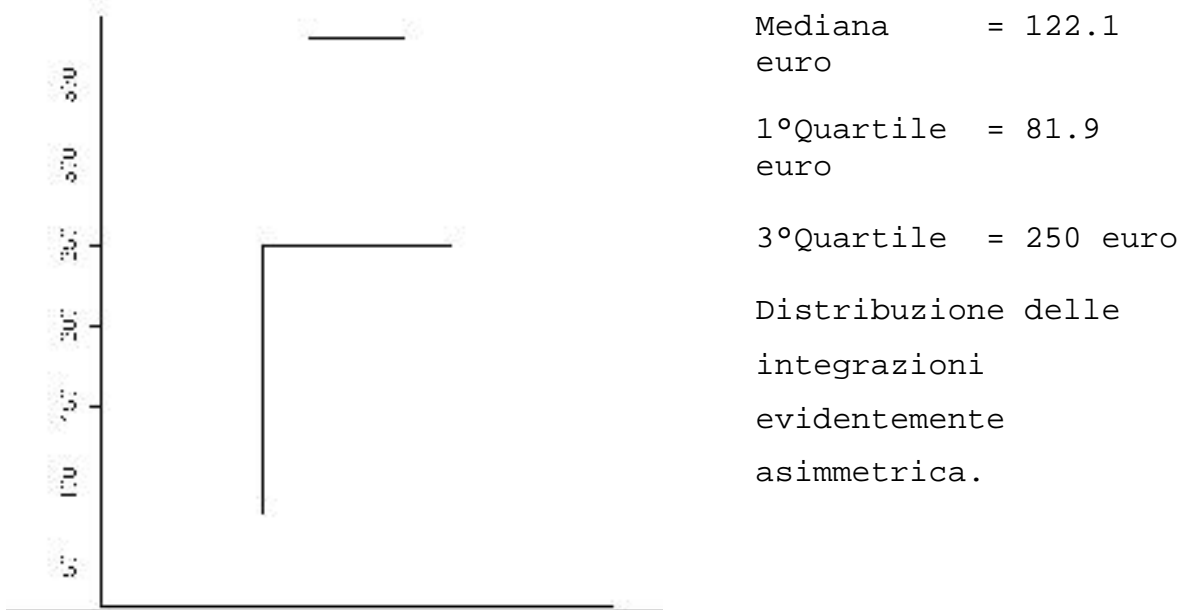 Mediana = 122.1
euro
1°Quartile = 81.9
euro
3°Quartile = 250 euro
Distribuzione delle
integrazioni
evidentemente
asimmetrica.